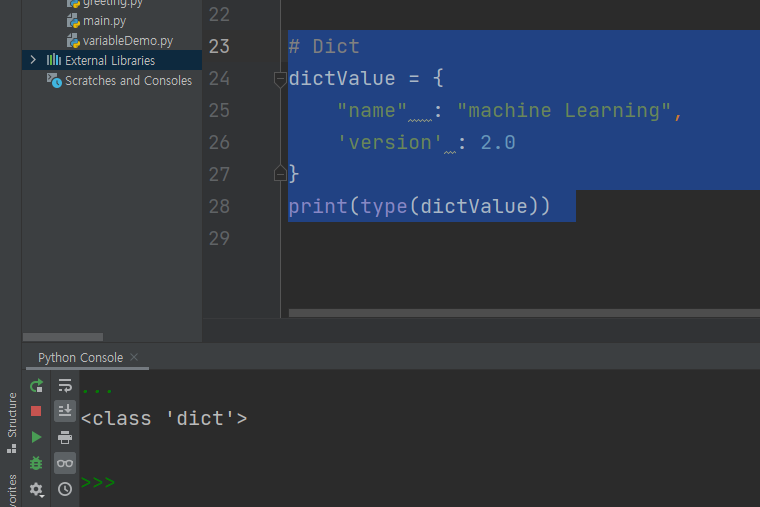 greeting.py
main.py
variableDemo.py
External Libraries
Scratches and Consoles
22
23 # Dict
24 dictValue = {
25     "name"  : "machine Learning",
26     'version' : 2.0
27 }
28 print(type(dictValue))
29
Python Console
...
<class 'dict'>
>>>
Structure
vorites